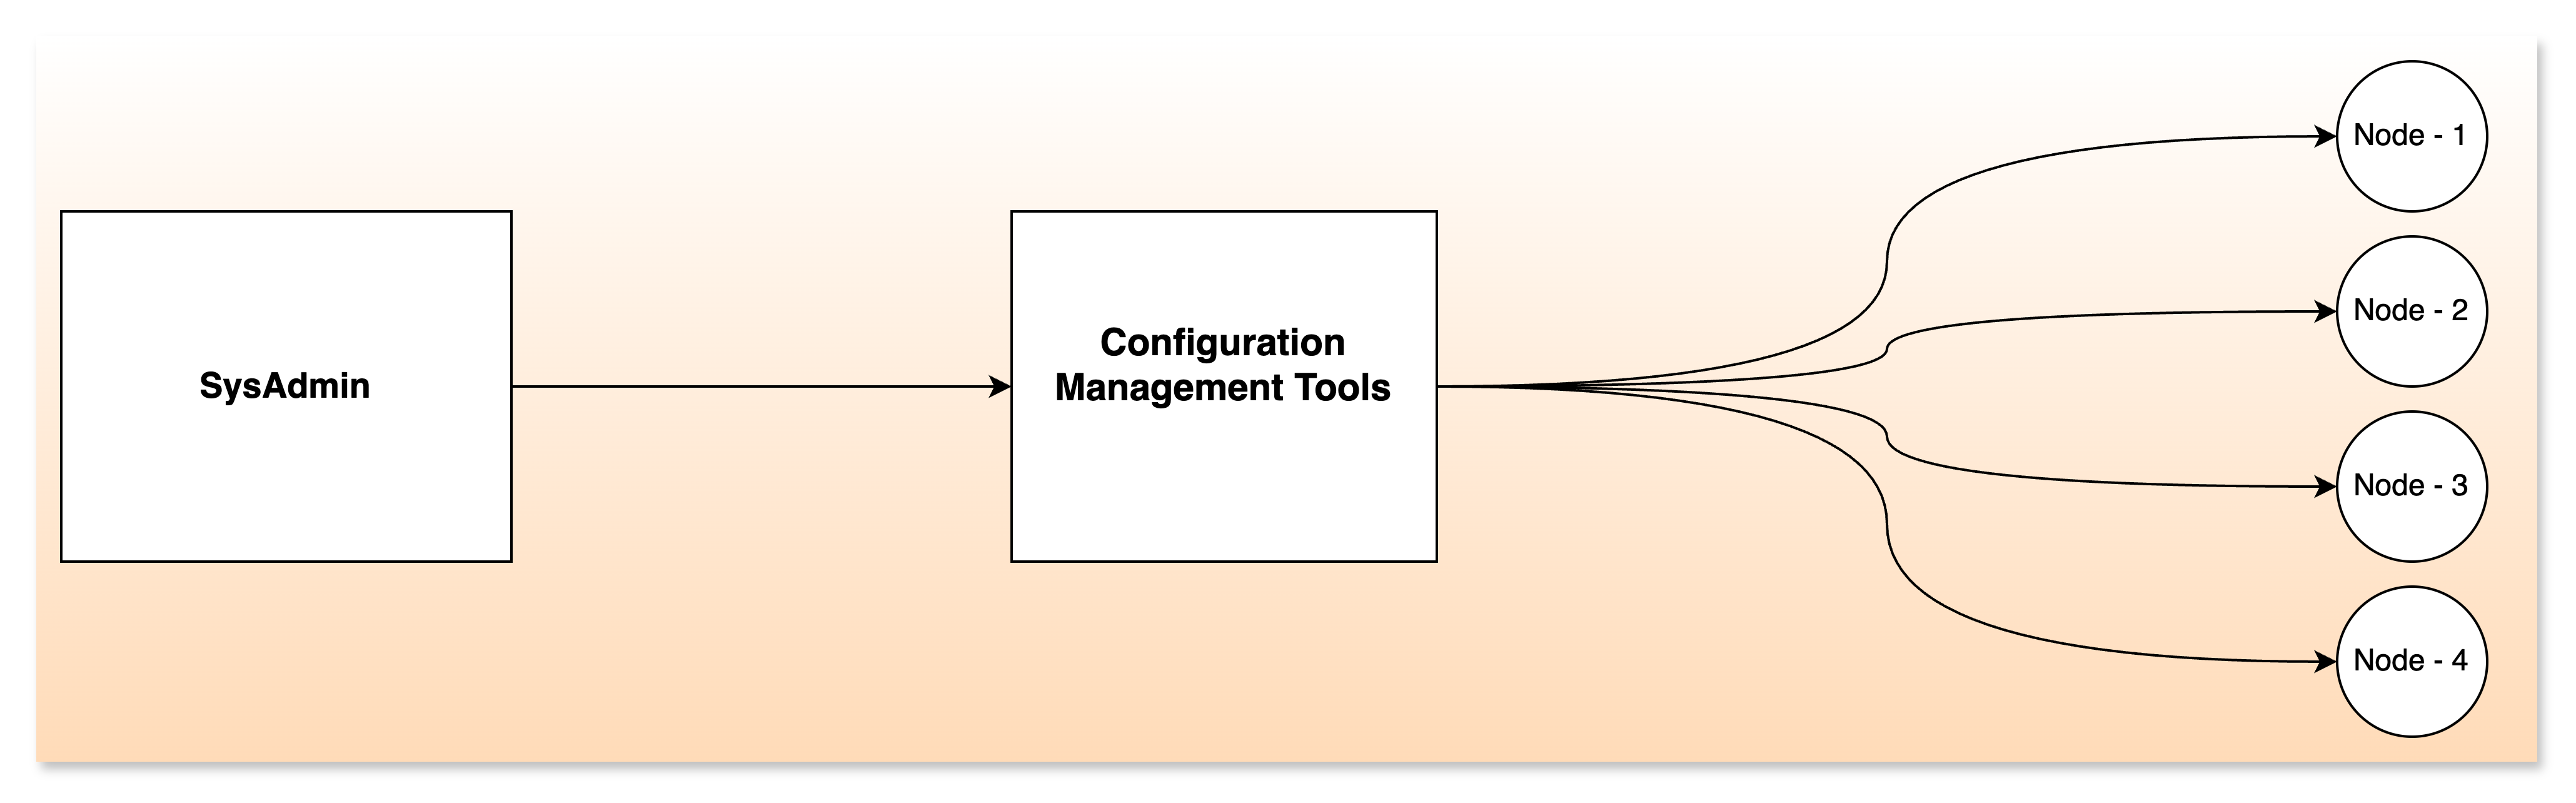 SysAdmin
Configuration
Management Tools
Node - 1
Node - 2
Node - 3
Node - 4